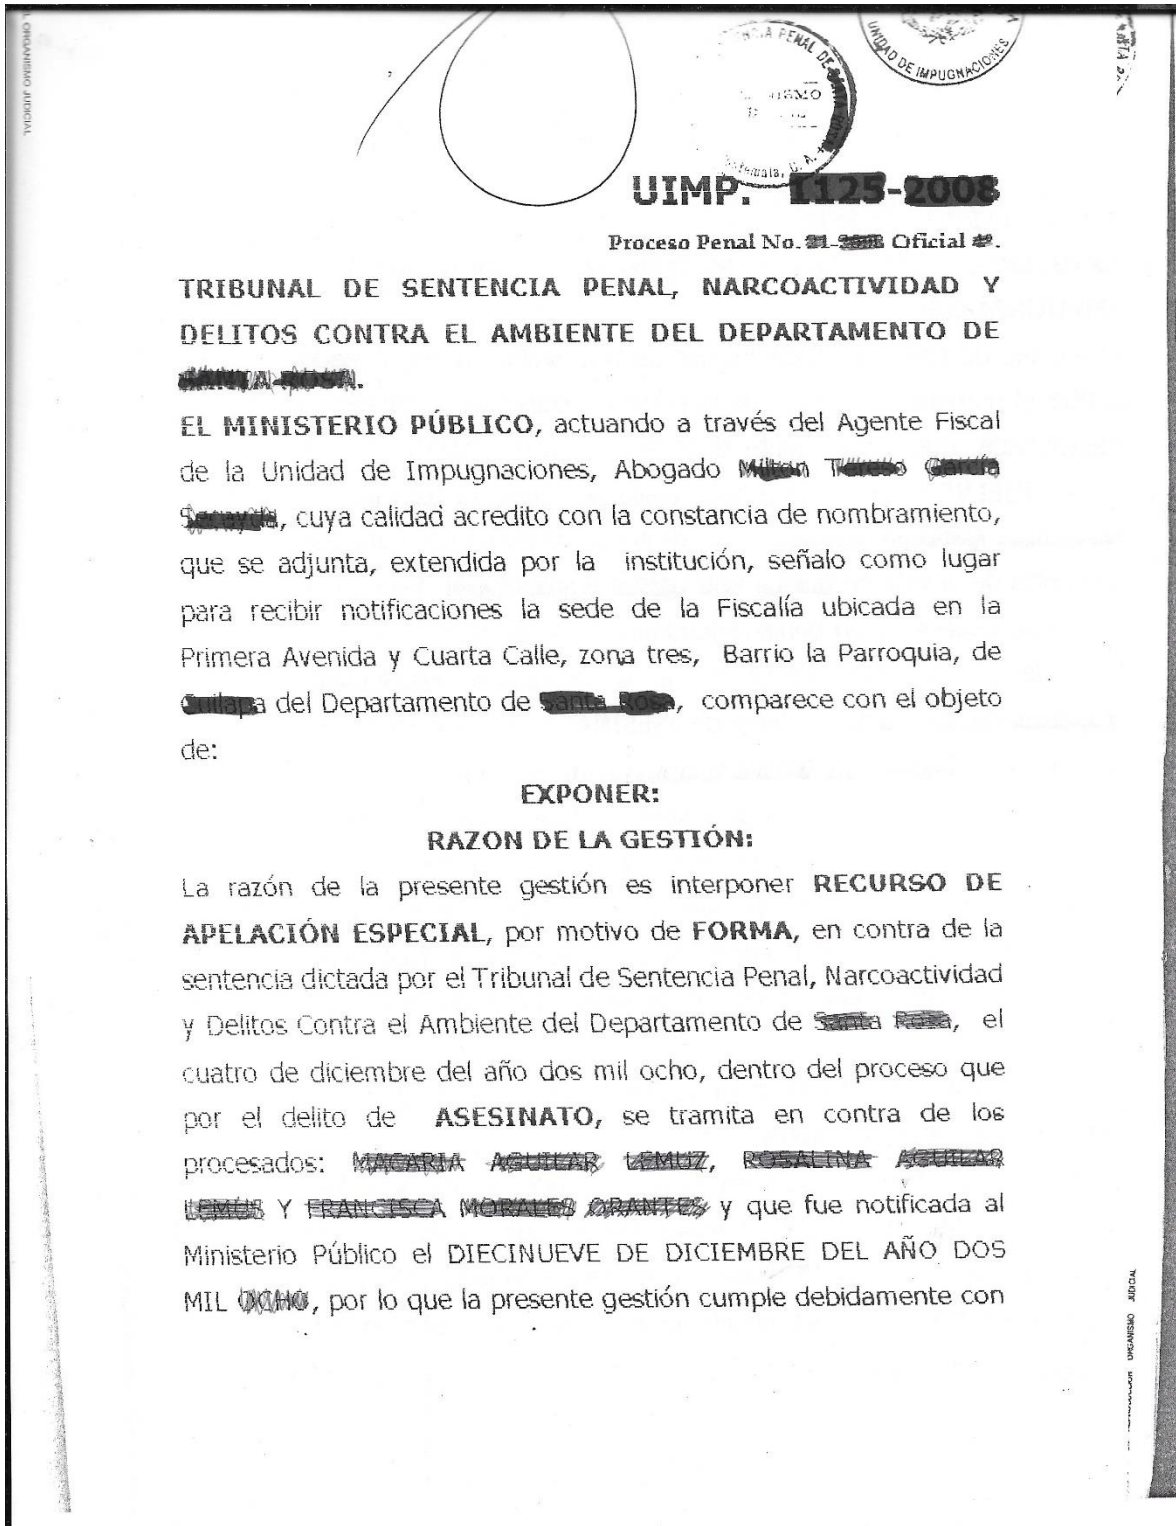 L ORGANISMO JUDICIAL
UNIDAD DE IMPUGNACIONES
UIMP.
Proceso Penal No. Oficial
TRIBUNAL DE SENTENCIA PENAL, NARCOACTIVIDAD Y
DELITOS CONTRA EL AMBIENTE DEL DEPARTAMENTO DE
EL MINISTERIO PÚBLICO, actuando a través del Agente Fiscal
de la Unidad de Impugnaciones, Abogado
, cuya calidad acredito con la constancia de nombramiento,
que se adjunta, extendida por la institución, señalo como lugar
para recibir notificaciones la sede de la Fiscalía ubicada en la
Primera Avenida y Cuarta Calle, zona tres, Barrio la Parroquia, de
del Departamento de , comparece con el objeto
de:
EXPONER:
RAZON DE LA GESTIÓN:
La razón de la presente gestión es interponer RECURSO DE
APELACIÓN ESPECIAL, por motivo de FORMA, en contra de la
sentencia dictada por el Tribunal de Sentencia Penal, Narcoactividad
y Delitos Contra el Ambiente del Departamento de , el
cuatro de diciembre del año dos mil ocho, dentro del proceso que
por el delito de ASESINATO, se tramita en contra de los
procesados:
Y y que fue notificada al
Ministerio Público el DIECINUEVE DE DICIEMBRE DEL AÑO DOS
MIL , por lo que la presente gestión cumple debidamente con
ORGANISMO JUDICIAL